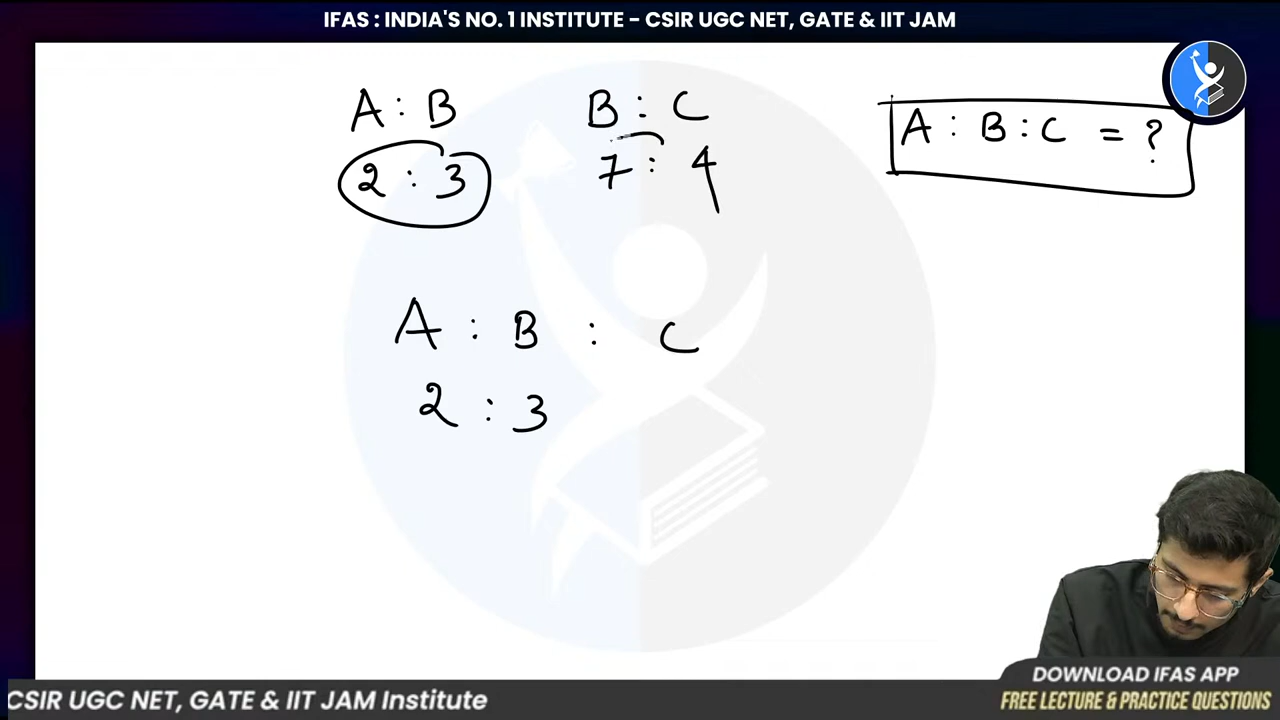 IFAS : INDIA'S NO. 1 INSTITUTE - CSIR UGC NET, GATE & IIT JAM
A : B B : C A : B : C = ?
2 : 3 7 : 4
A : B : C
2 : 3
DOWNLOAD IFAS APP
CSIR UGC NET, GATE & IIT JAM Institute
FREE LECTURE & PRACTICE QUESTIONS